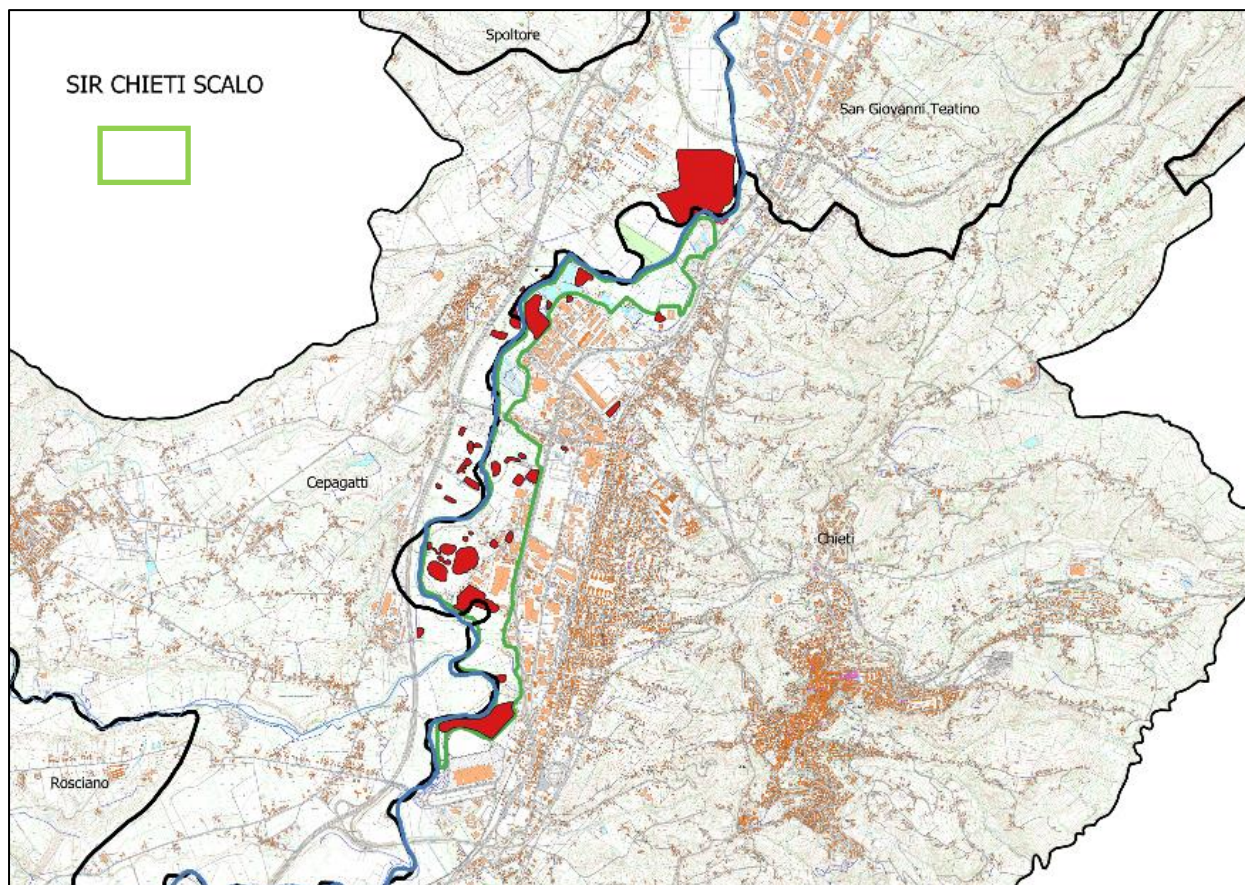 Spoltore
SIR CHIETI SCALO
San Giovanni Teatino
Cepagatti
Chieti
Rosciano